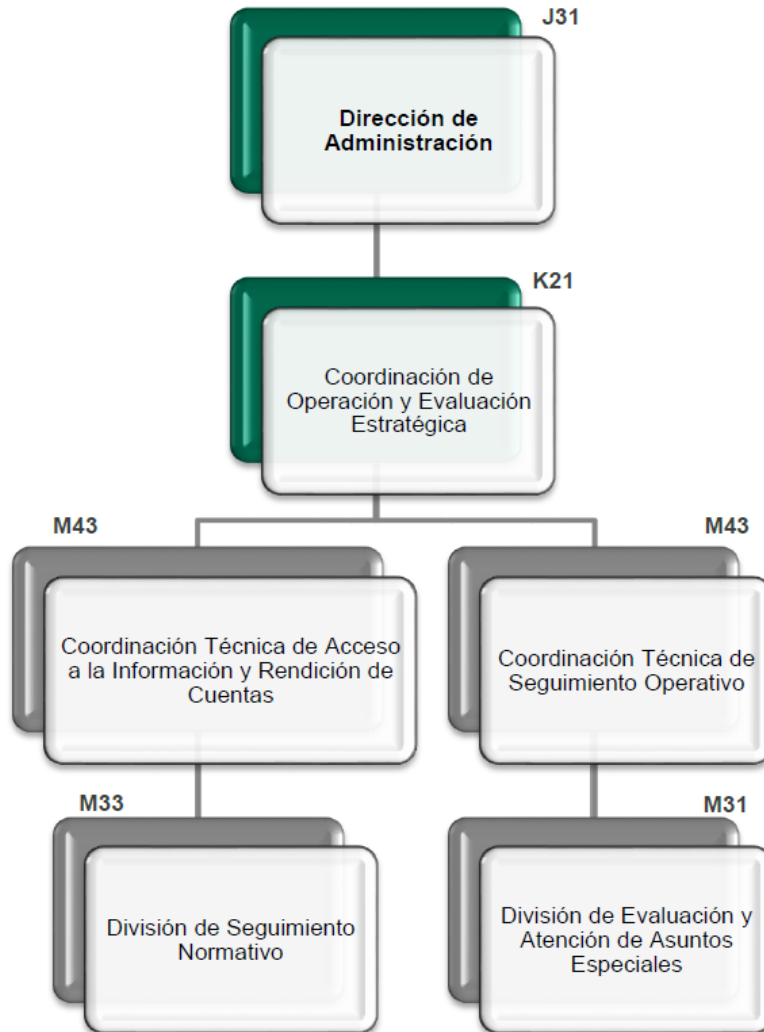 J31
Dirección de
Administración
K21
Coordinación de
Operación y Evaluación
Estratégica
M43
Coordinación Técnica de Acceso
a la Información y Rendición de
Cuentas
M43
Coordinación Técnica de
Seguimiento Operativo
M33
División de Seguimiento
Normativo
M31
División de Evaluación y
Atención de Asuntos
Especiales